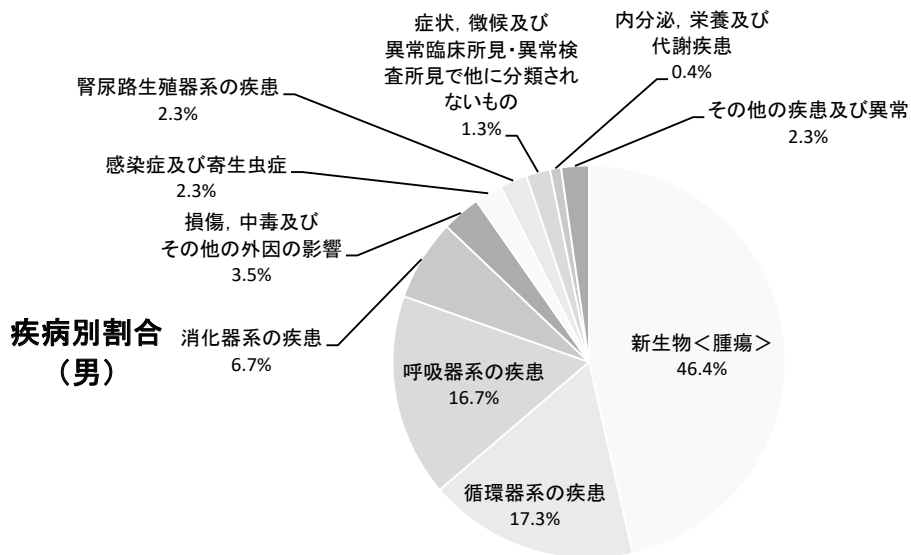 症状，徴候及び
異常臨床所見・異常検
査所見で他に分類され
ないもの
1.3%
内分泌，栄養及び
代謝疾患
0.4%
その他の疾患及び異常
2.3%
腎尿路生殖器系の疾患
2.3%
感染症及び寄生虫症
2.3%
損傷，中毒及び
その他の外因の影響
3.5%
疾病別割合
（男）
消化器系の疾患
6.7%
呼吸器系の疾患
16.7%
新生物＜腫瘍＞
46.4%
循環器系の疾患
17.3%